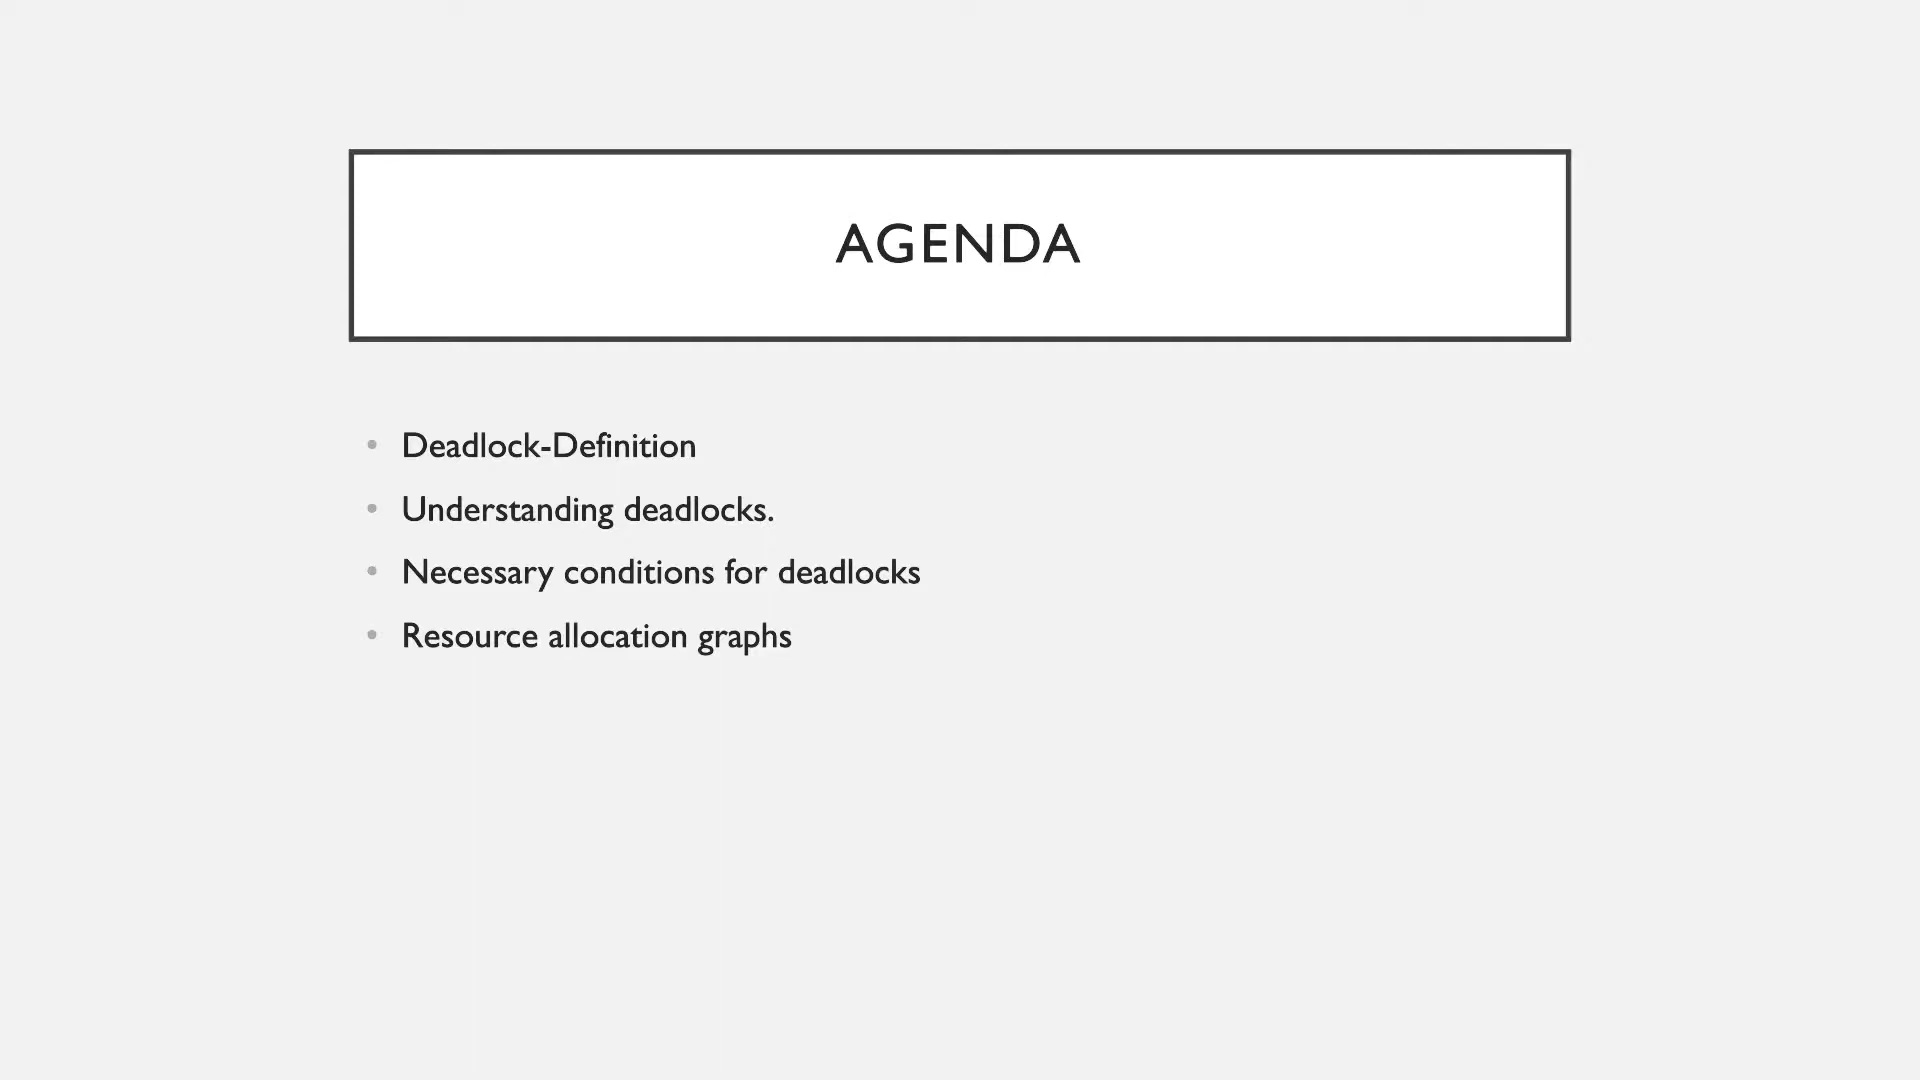 AGENDA
• Deadlock-Definition
• Understanding deadlocks.
• Necessary conditions for deadlocks
• Resource allocation graphs